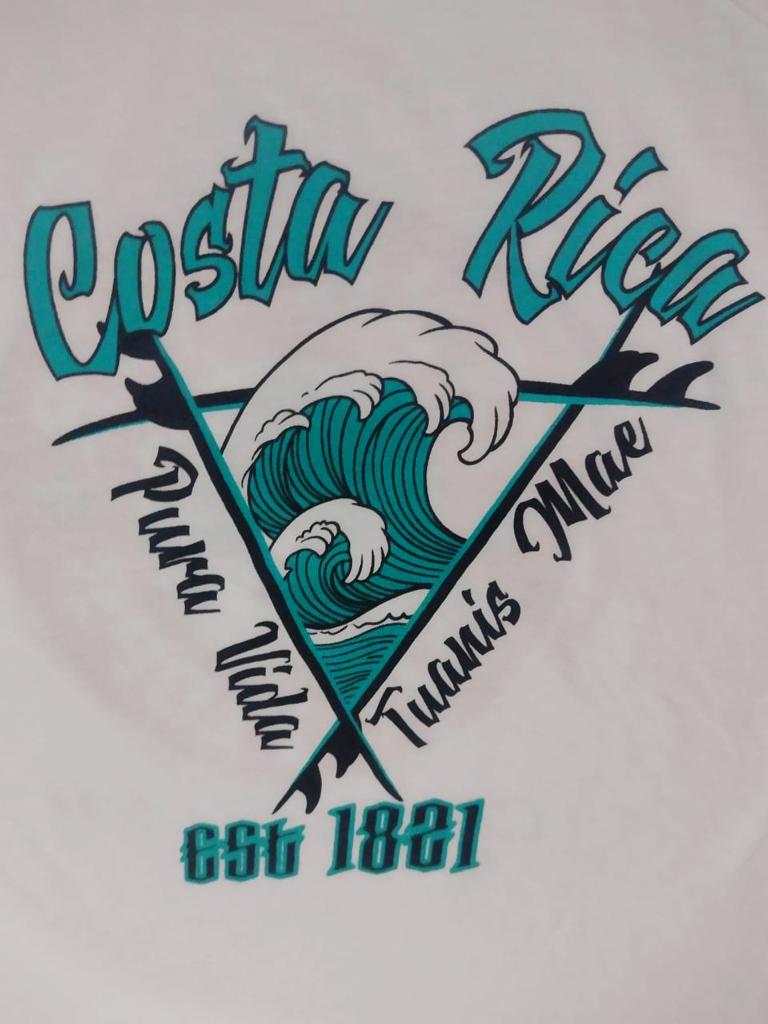 Costa Rica
Pura Vida
Tuanis Mae
EST 1821